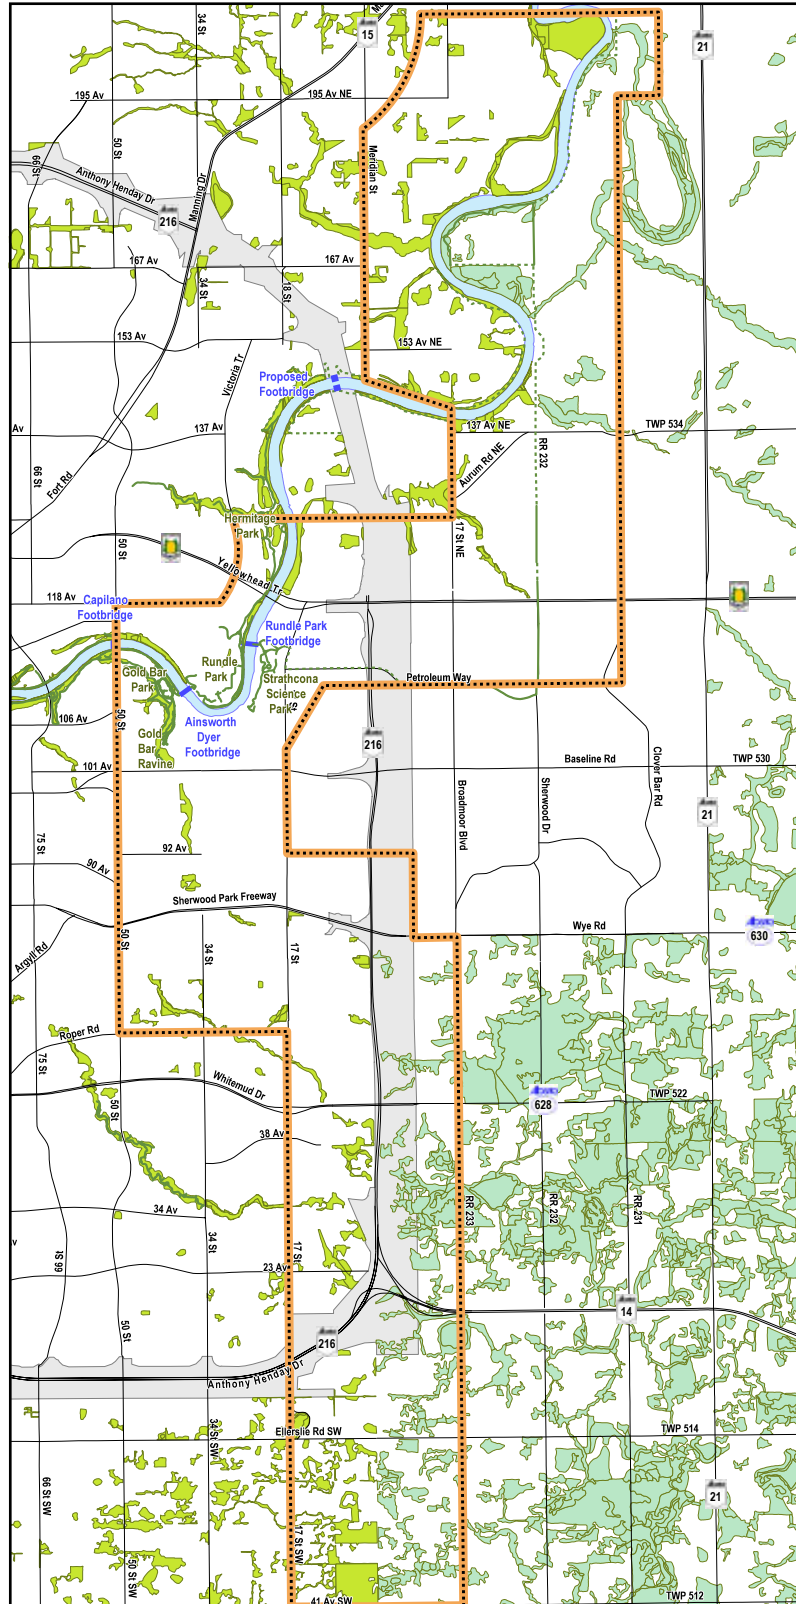 34 St
15
21
195 Av
195 Av NE
50 St
66 St
Anthony Henday Dr
Manning Dr
Meridian St
216
167 Av
167 Av
34 St
18 St
153 Av
153 Av NE
Victoria Tr
Proposed
Footbridge
Av
137 Av
137 Av NE
TWP 534
66 St
Fort Rd
Aurum Rd NE
RR 232
Hermitage
Park
17 St NE
50 St
Yellowhead Tr
118 Av
Capilano
Footbridge
Rundle Park
Footbridge
Rundle
Park
Gold Bar
Park
Strathcona
Science
Park
St
Petroleum Way
106 Av
50 St
Ainsworth
Dyer
Footbridge
Gold
Bar
Ravine
216
101 Av
Baseline Rd
TWP 530
Clover Bar Rd
Broadmoor Blvd
Sherwood Dr
21
75 St
92 Av
90 Av
Sherwood Park Freeway
Wye Rd
630
Argyll Rd
50 St
34 St
17 St
Roper Rd
75 St
Whitemud Dr
50 St
628
TWP 522
38 Av
34 Av
RR 233
RR 232
RR 231
34 St
17 St
66 St
23 Av
50 St
14
216
Anthony Henday Dr
34 St SW
Ellerslie Rd SW
TWP 514
66 St SW
21
17 St SW
50 St SW
41 Av SW
TWP 512